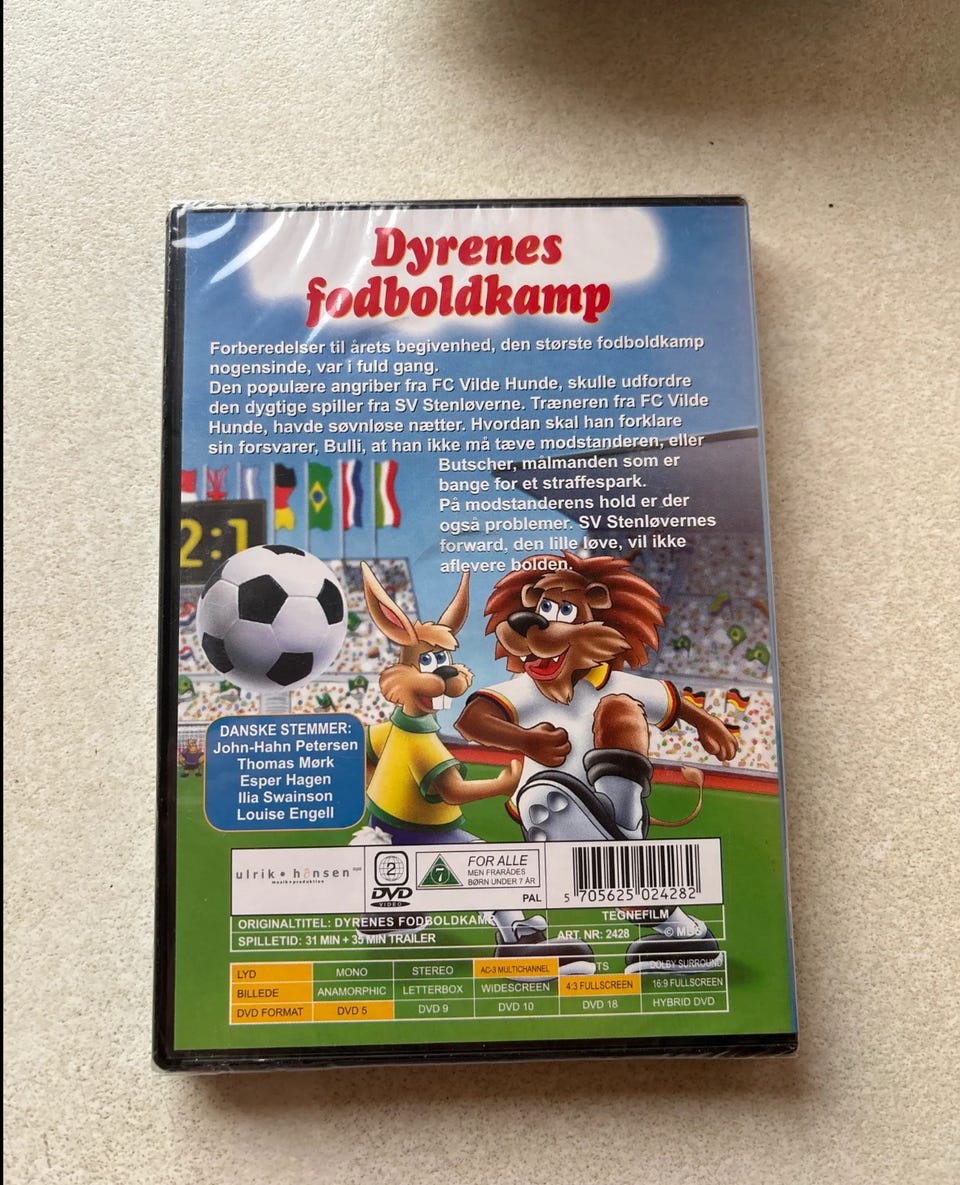 Dyrenes
fodboldkamp
Forberedelser til årets begivenhed, den største fodboldkamp
nogensinde, var i fuld gang.
Den populære angriber fra FC Vilde Hunde, skulle udfordre
den dygtige spiller fra SV Stenløverne. Træneren fra FC Vilde
Hunde, havde søvnløse nætter. Hvordan skal han forklare
sin forsvarer, Bulli, at han ikke må tæve modstanderen, eller
Butscher, målmanden som er
bange for et straffespark.
På modstanderens hold er der
også problemer. SV Stenløvernes
forward, den lille løve, vil ikke
aflevere bolden.
2:1
DANSKE STEMMER:
John-Hahn Petersen
Thomas Mørk
Esper Hagen
Ilia Swainson
Louise Engell
ulrik • hansen aps
musik•produktion
2
DVD
VIDEO
7
FOR ALLE
MEN FRARÅDES
BØRN UNDER 7 ÅR
PAL
5 705625 024282
ORIGINALTITEL: DYRENES FODBOLDKAMP
TEGNEFILM
SPILLETID: 31 MIN + 35 MIN TRAILER
ART. NR: 2428
LYD MONO STEREO AC-3 MULTICHANNEL DOLBY SURROUND
BILLEDE ANAMORPHIC LETTERBOX WIDESCREEN 4:3 FULLSCREEN 16:9 FULLSCREEN
DVD FORMAT DVD 5 DVD 9 DVD 10 DVD 18 HYBRID DVD